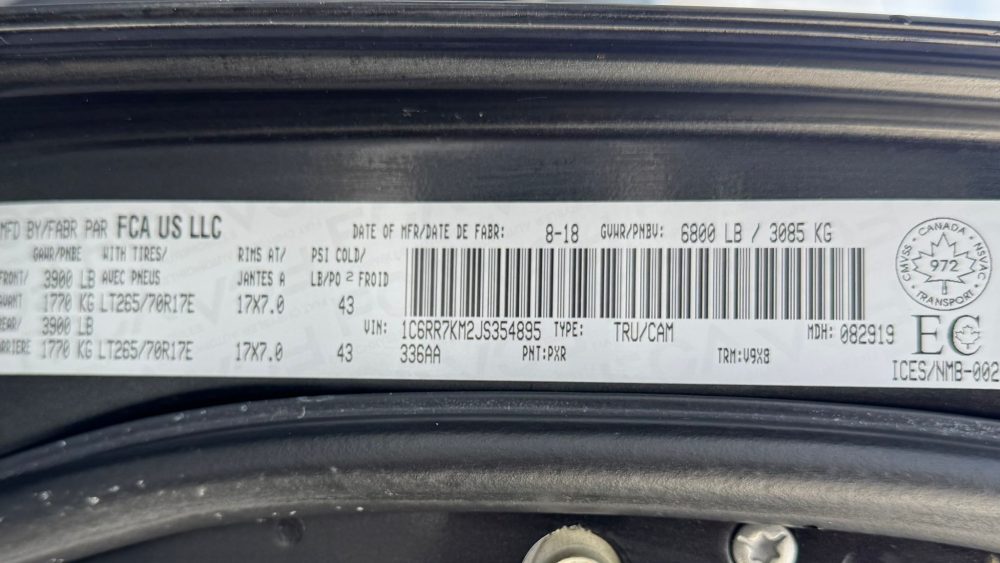 MFD BY/FABR PAR FCA US LLC
DATE OF MFR/DATE DE FABR: 8-18 GVWR/PNBV: 6800 LB / 3085 KG
GAWR/PNBE WITH TIRES/ RIMS AT/ PSI COLD/
FRONT/ 3900 LB AVEC PNEUS JANTES A LB/PO2 FROID
AVANT 1770 KG LT265/70R17E 17X7.0 43
REAR/ 3900 LB
ARRIERE 1770 KG LT265/70R17E 17X7.0 43
VIN: 1C6RR7KM2JS354895 TYPE: TRU/CAM MDH: 082919
336AA PNT:PXR TRM:V9X8
CMVSS · CANADA · NSVAC
972
TRANSPORT
EC
ICES/NMB-002